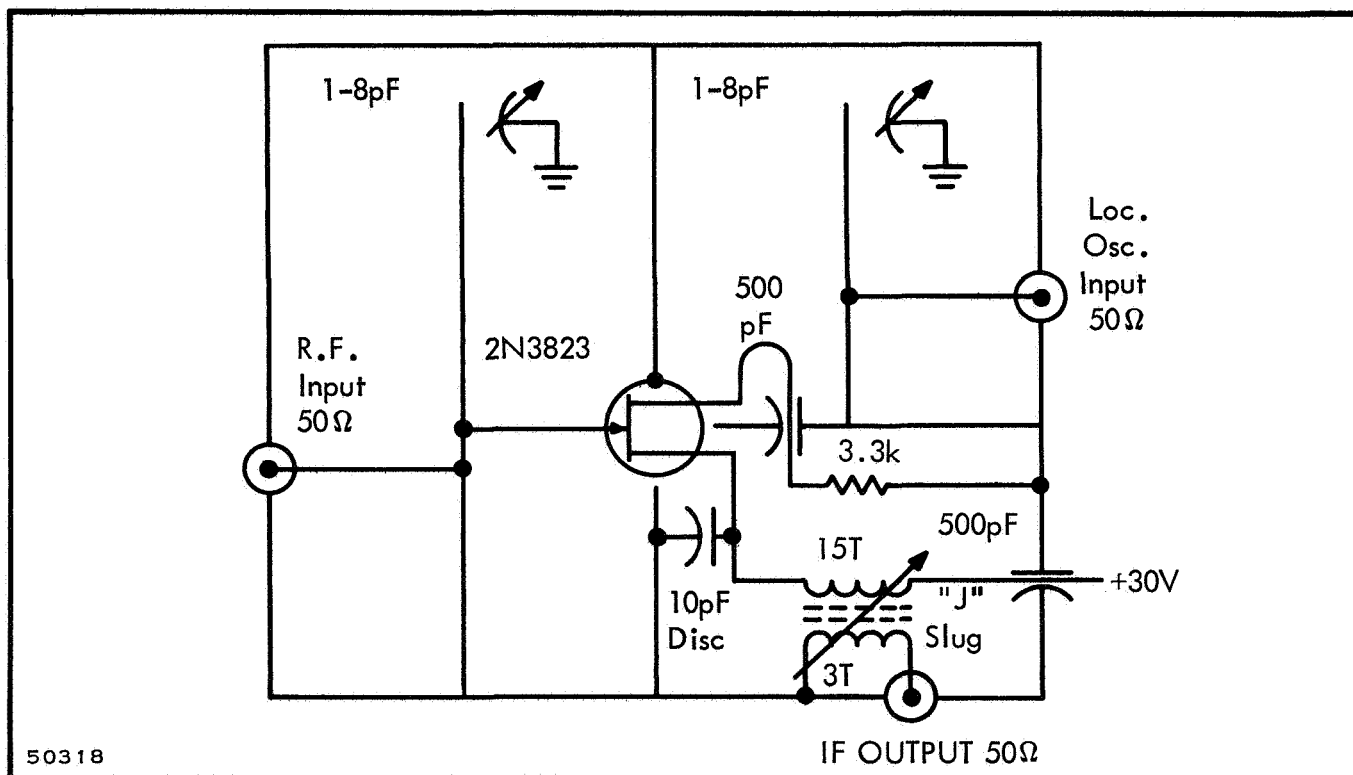 1-8pF
1-8pF
Loc.
Osc.
Input
50Ω
500
pF
R.F.
Input
50Ω
2N3823
3.3k
500pF
15T
+30V
"J"
Slug
10pF
Disc
3T
IF OUTPUT 50Ω
50318